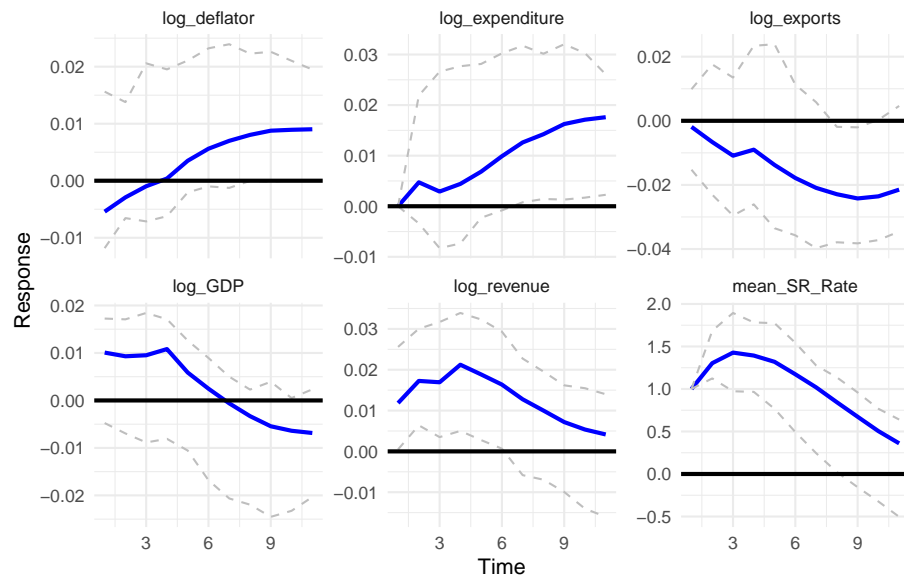 log_deflator
log_expenditure
log_exports
0.02
0.01
0.00
−0.01
0.03
0.02
0.01
0.00
−0.01
0.02
0.00
−0.02
−0.04
Response
log_GDP
log_revenue
mean_SR_Rate
0.02
0.01
0.00
−0.01
−0.02
0.03
0.02
0.01
0.00
−0.01
2.0
1.5
1.0
0.5
0.0
−0.5
3 6 9
3 6 9
3 6 9
Time